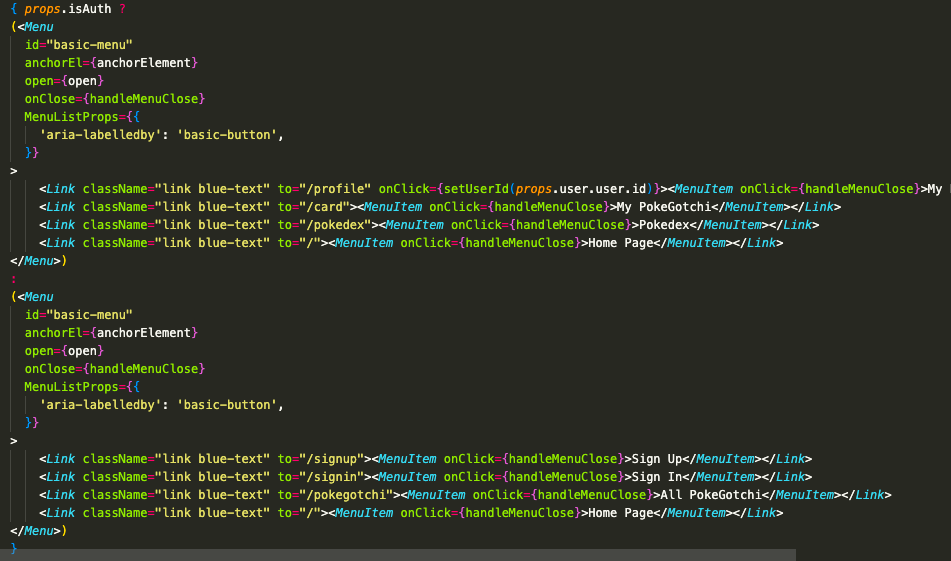 { props.isAuth ?
(<Menu
id="basic-menu"
anchorEl={anchorElement}
open={open}
onClose={handleMenuClose}
MenuListProps={{
'aria-labelledby': 'basic-button',
}}
>
<Link className="link blue-text" to="/profile" onClick={setUserId(props.user.user.id)}><MenuItem onClick={handleMenuClose}>My
<Link className="link blue-text" to="/card"><MenuItem onClick={handleMenuClose}>My PokeGotchi</MenuItem></Link>
<Link className="link blue-text" to="/pokedex"><MenuItem onClick={handleMenuClose}>Pokedex</MenuItem></Link>
<Link className="link blue-text" to="/"><MenuItem onClick={handleMenuClose}>Home Page</MenuItem></Link>
</Menu>)
:
(<Menu
id="basic-menu"
anchorEl={anchorElement}
open={open}
onClose={handleMenuClose}
MenuListProps={{
'aria-labelledby': 'basic-button',
}}
>
<Link className="link blue-text" to="/signup"><MenuItem onClick={handleMenuClose}>Sign Up</MenuItem></Link>
<Link className="link blue-text" to="/signin"><MenuItem onClick={handleMenuClose}>Sign In</MenuItem></Link>
<Link className="link blue-text" to="/pokegotchi"><MenuItem onClick={handleMenuClose}>All PokeGotchi</MenuItem></Link>
<Link className="link blue-text" to="/"><MenuItem onClick={handleMenuClose}>Home Page</MenuItem></Link>
</Menu>)
}